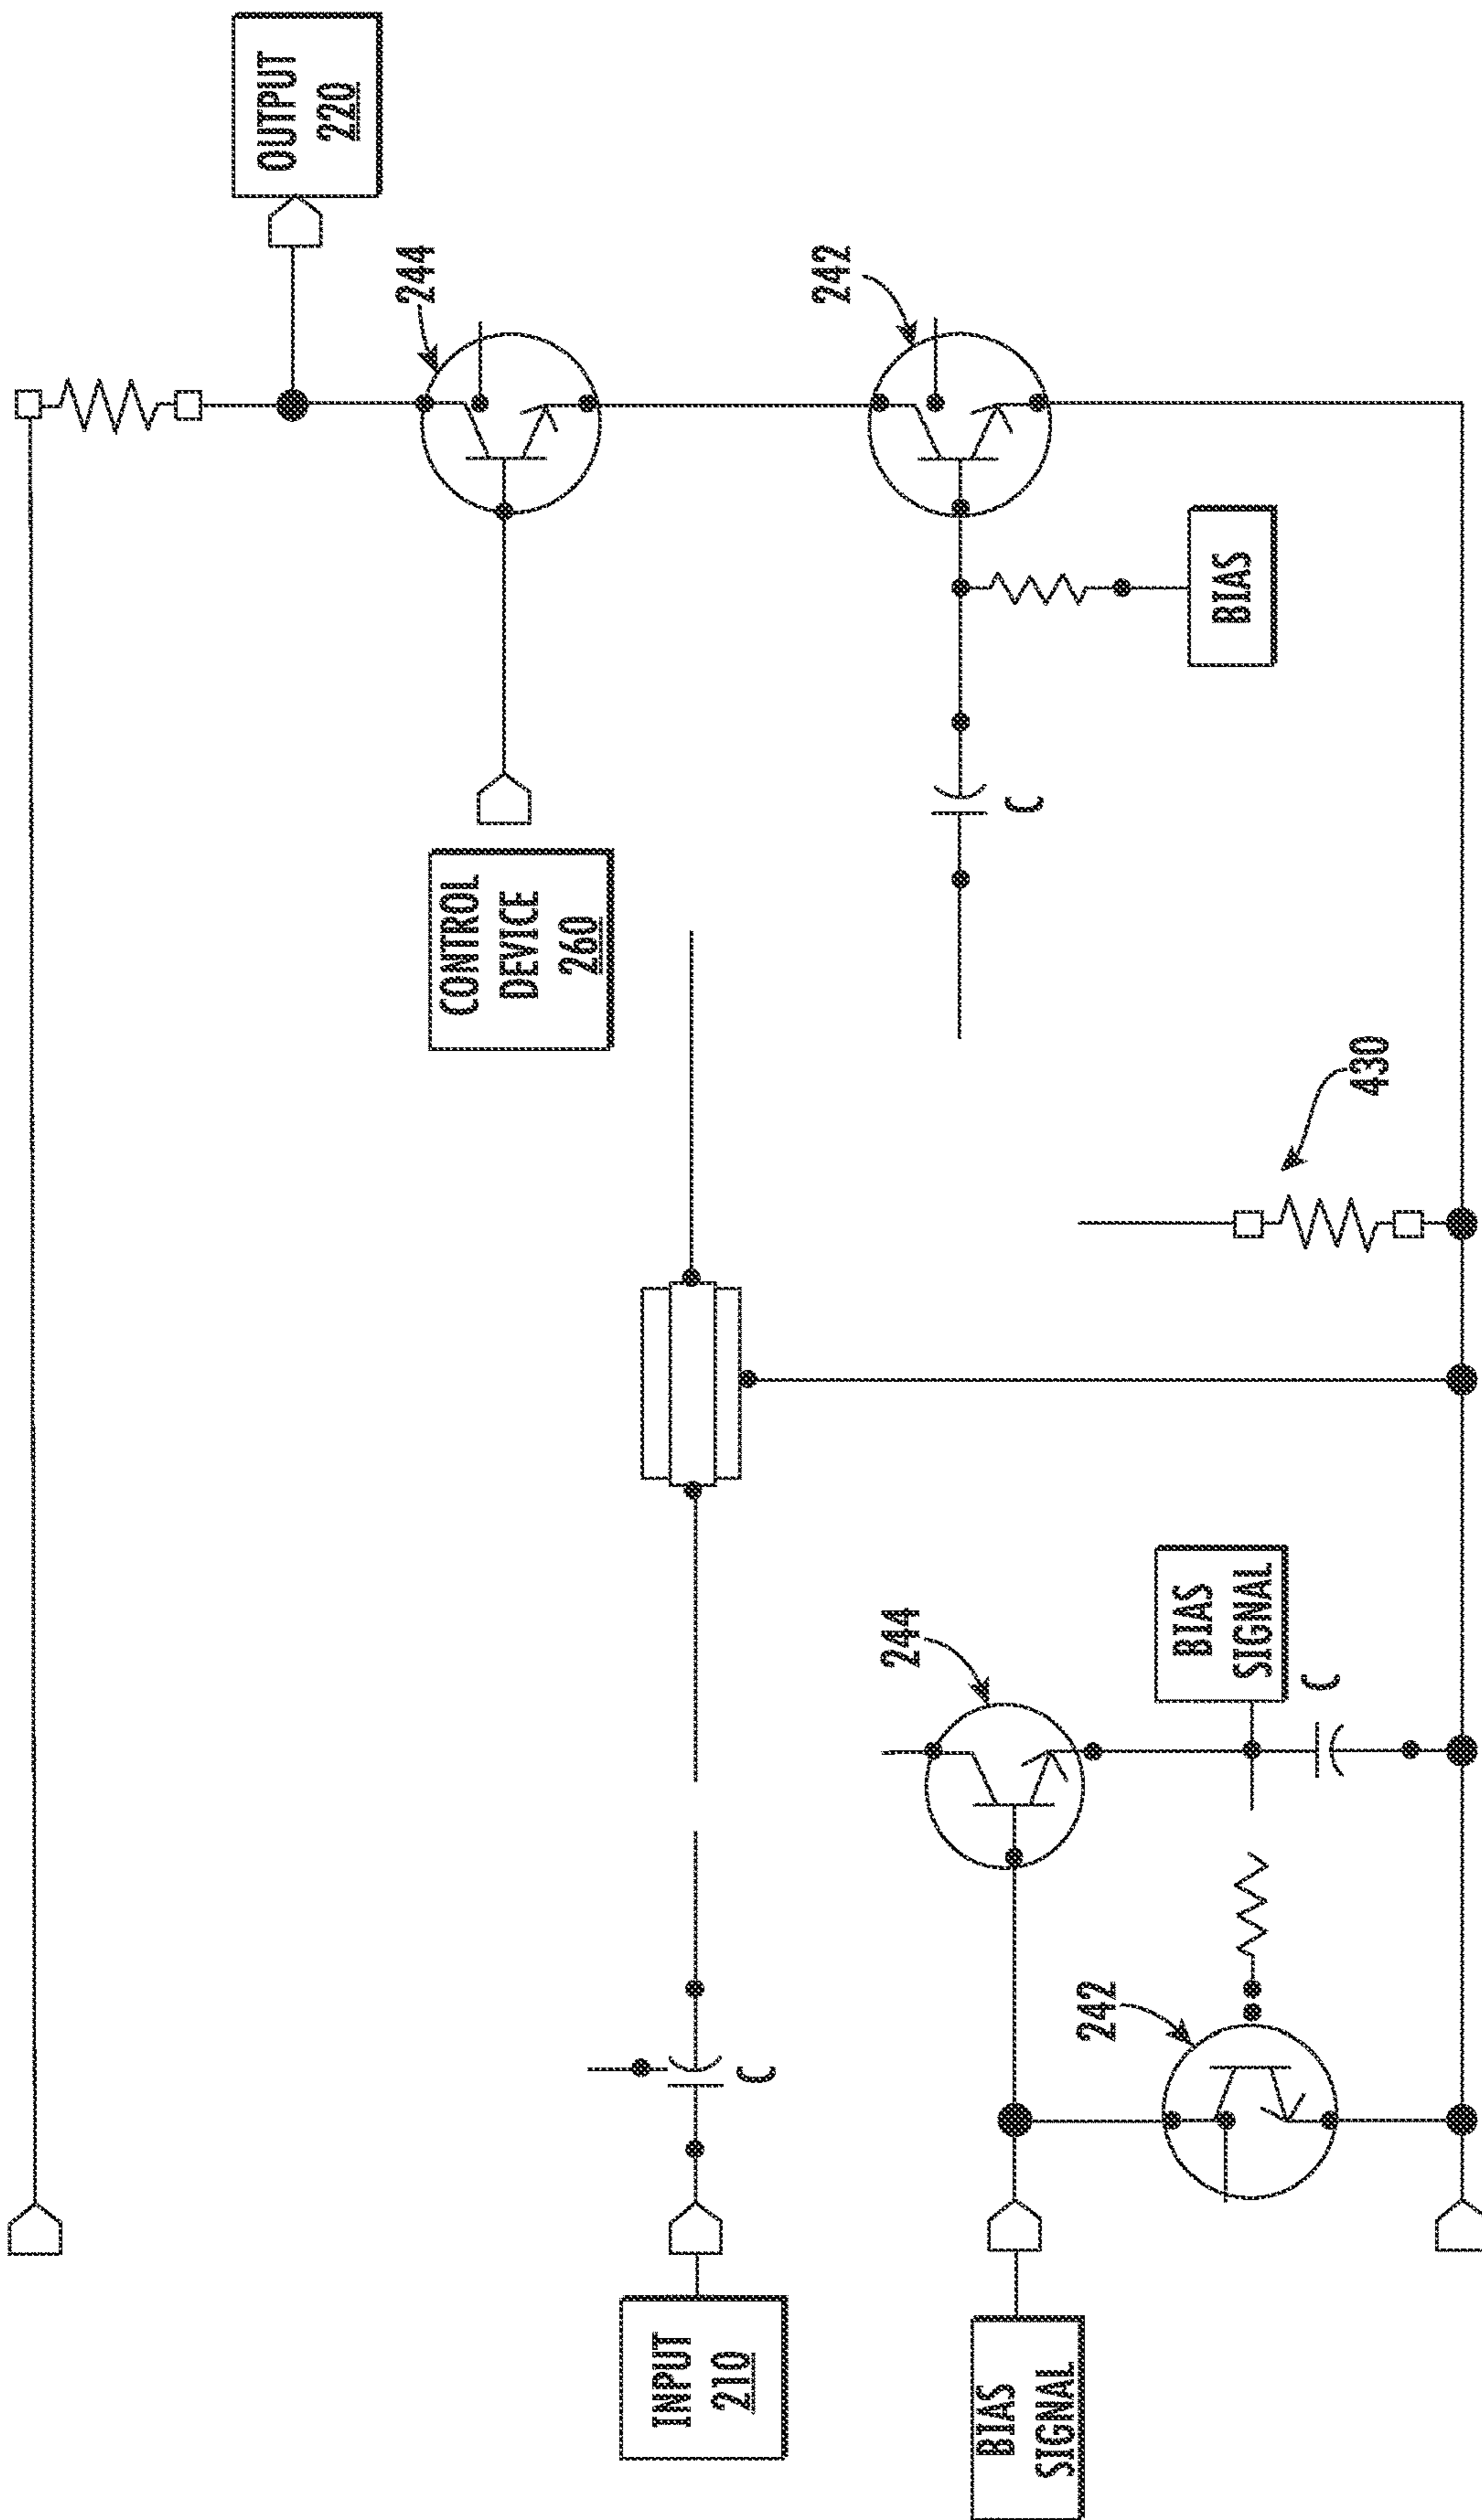 OUTPUT
220
244
242
CONTROL
DEVICE
260
BIAS
C
430
244
BIAS
SIGNAL
C
242
C
INPUT
210
BIAS
SIGNAL